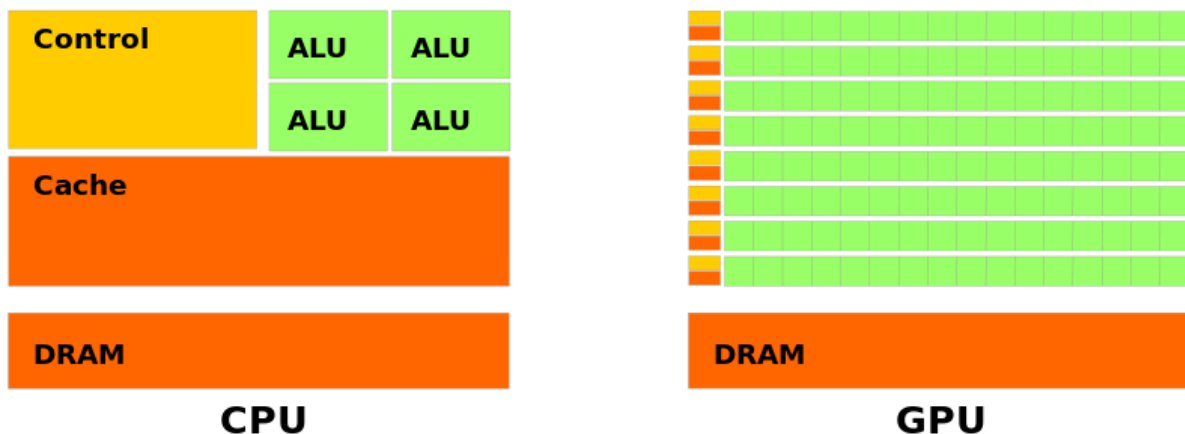 Control
ALU ALU
ALU ALU
Cache
DRAM
CPU
DRAM
GPU